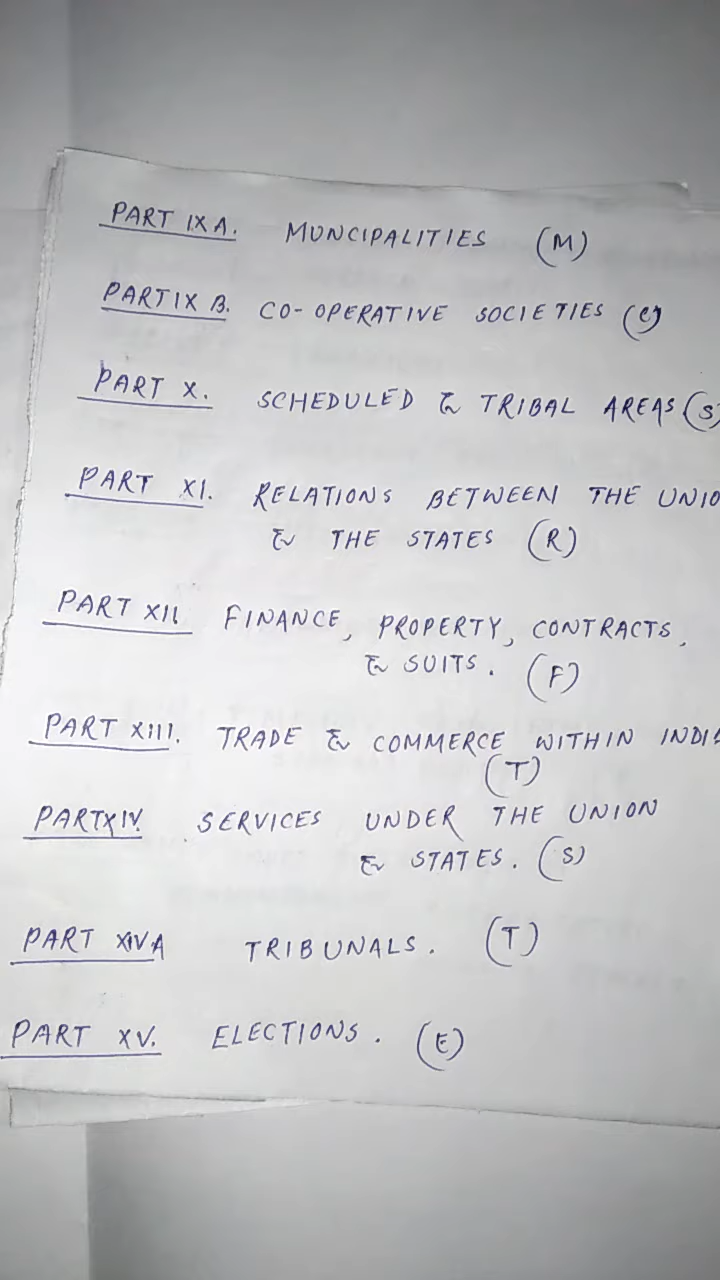 PART IX A. MUNCIPALITIES (M)
PART IX B. CO-OPERATIVE SOCIETIES (C)
PART X. SCHEDULED & TRIBAL AREAS (S)
PART XI. RELATIONS BETWEEN THE UNIO
& THE STATES (R)
PART XII FINANCE, PROPERTY, CONTRACTS,
& SUITS. (F)
PART XIII. TRADE & COMMERCE WITHIN INDIA
(T)
PART XIV. SERVICES UNDER THE UNION
& STATES. (S)
PART XIVA TRIBUNALS. (T)
PART XV. ELECTIONS. (E)